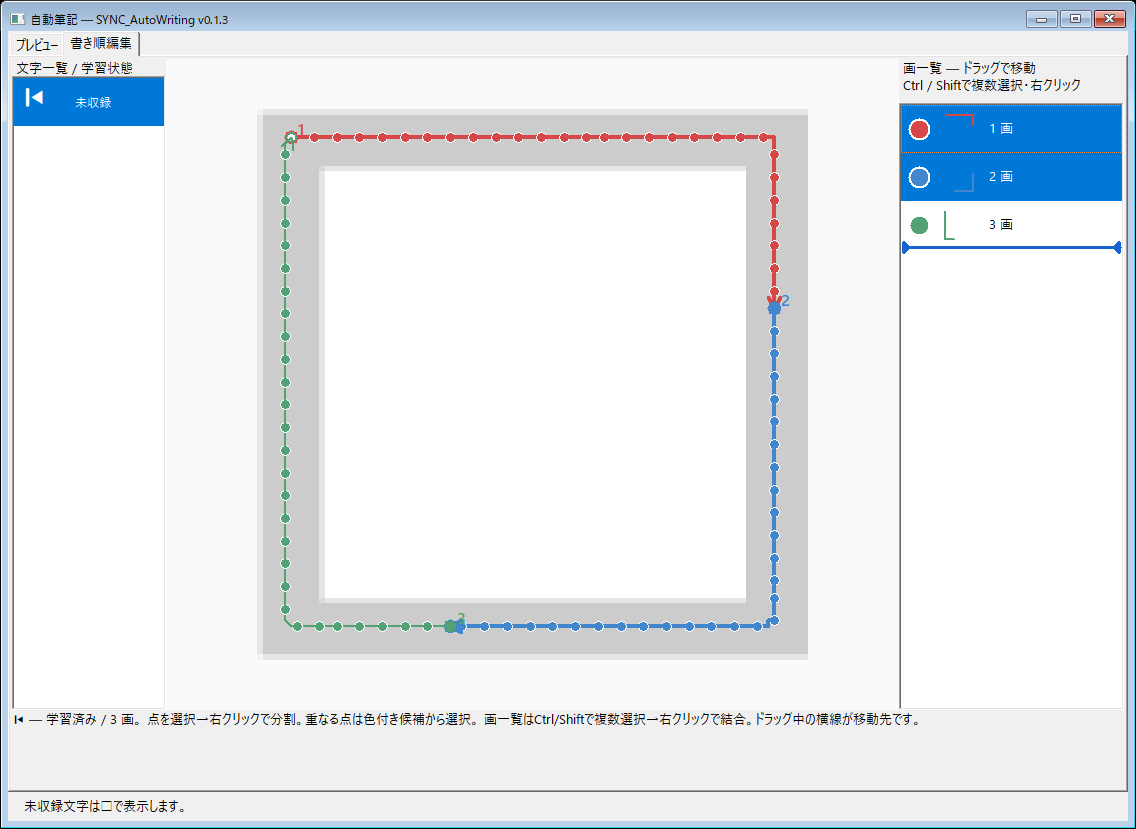 自動筆記 — SYNC_AutoWriting v0.1.3
プレビュー 書き順編集
文字一覧 / 学習状態
未収録
1
2
3
画一覧 — ドラッグで移動
Ctrl / Shiftで複数選択・右クリック
1 画
2 画
3 画
— 学習済み / 3 画。 点を選択→右クリックで分割。重なる点は色付き候補から選択。 画一覧はCtrl/Shiftで複数選択→右クリックで結合。ドラッグ中の横線が移動先です。
未収録文字は□で表示します。